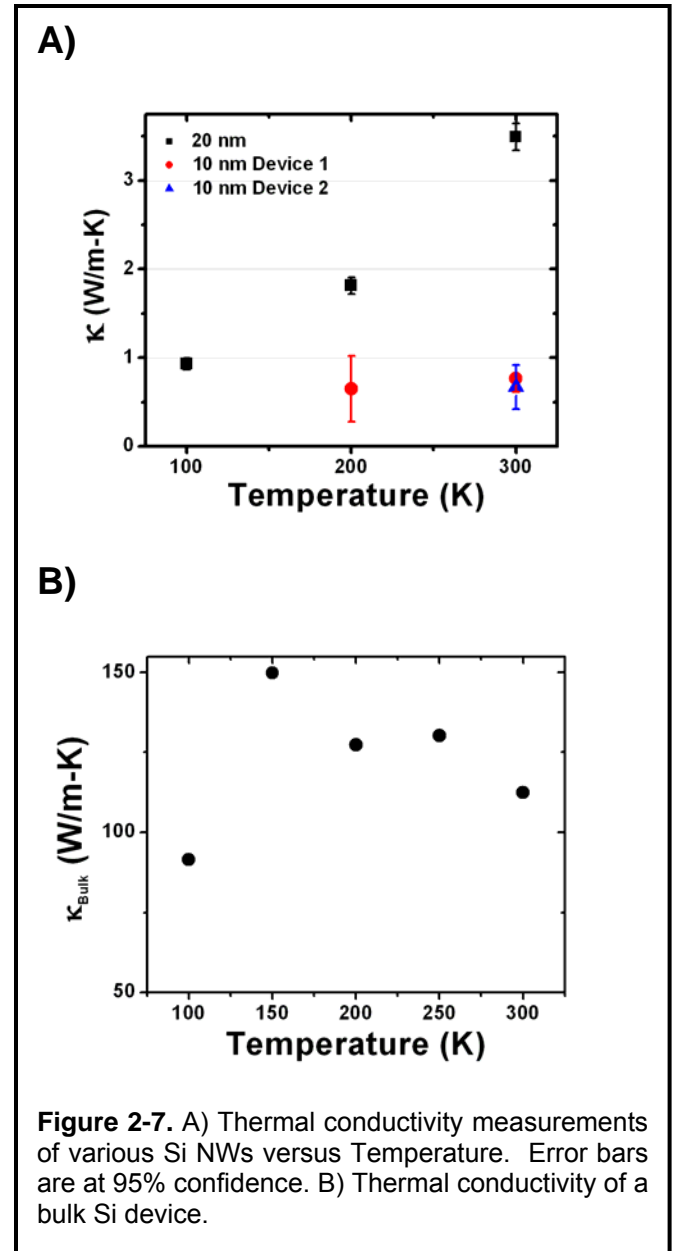 A)
20 nm
10 nm Device 1
10 nm Device 2
3
2
1
0
κ (W/m-K)
100 200 300
Temperature (K)
B)
150
100
50
κBulk (W/m-K)
100 150 200 250 300
Temperature (K)
Figure 2-7. A) Thermal conductivity measurements
of various Si NWs versus Temperature. Error bars
are at 95% confidence. B) Thermal conductivity of a
bulk Si device.